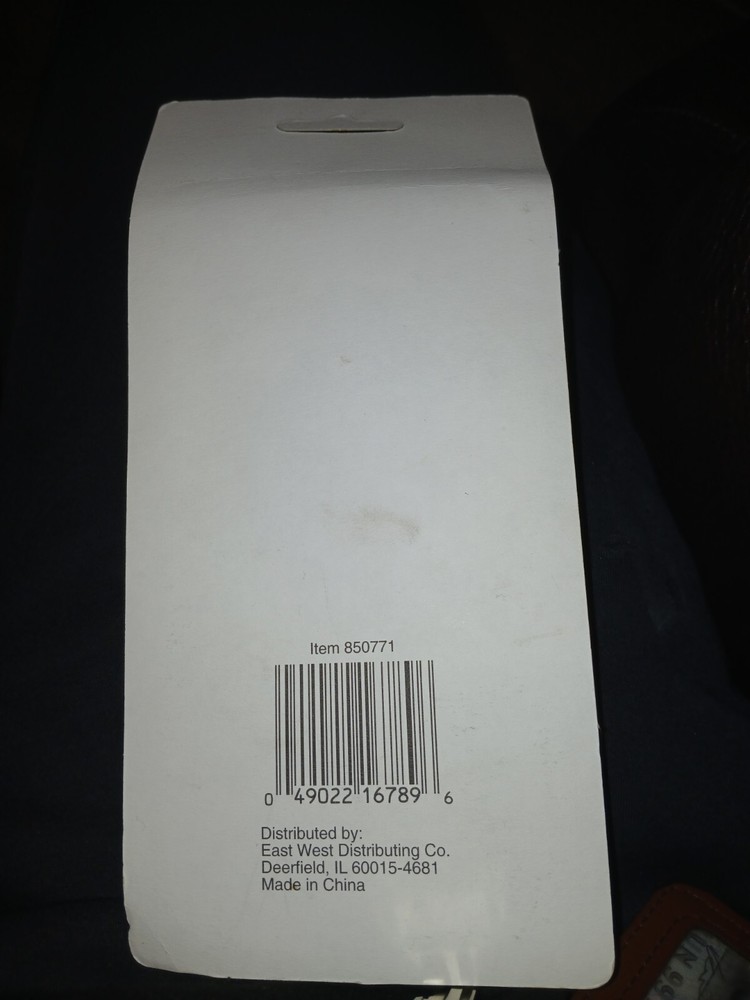 Item 850771
0 49022 16789 6
Distributed by:
East West Distributing Co.
Deerfield, IL 60015-4681
Made in China